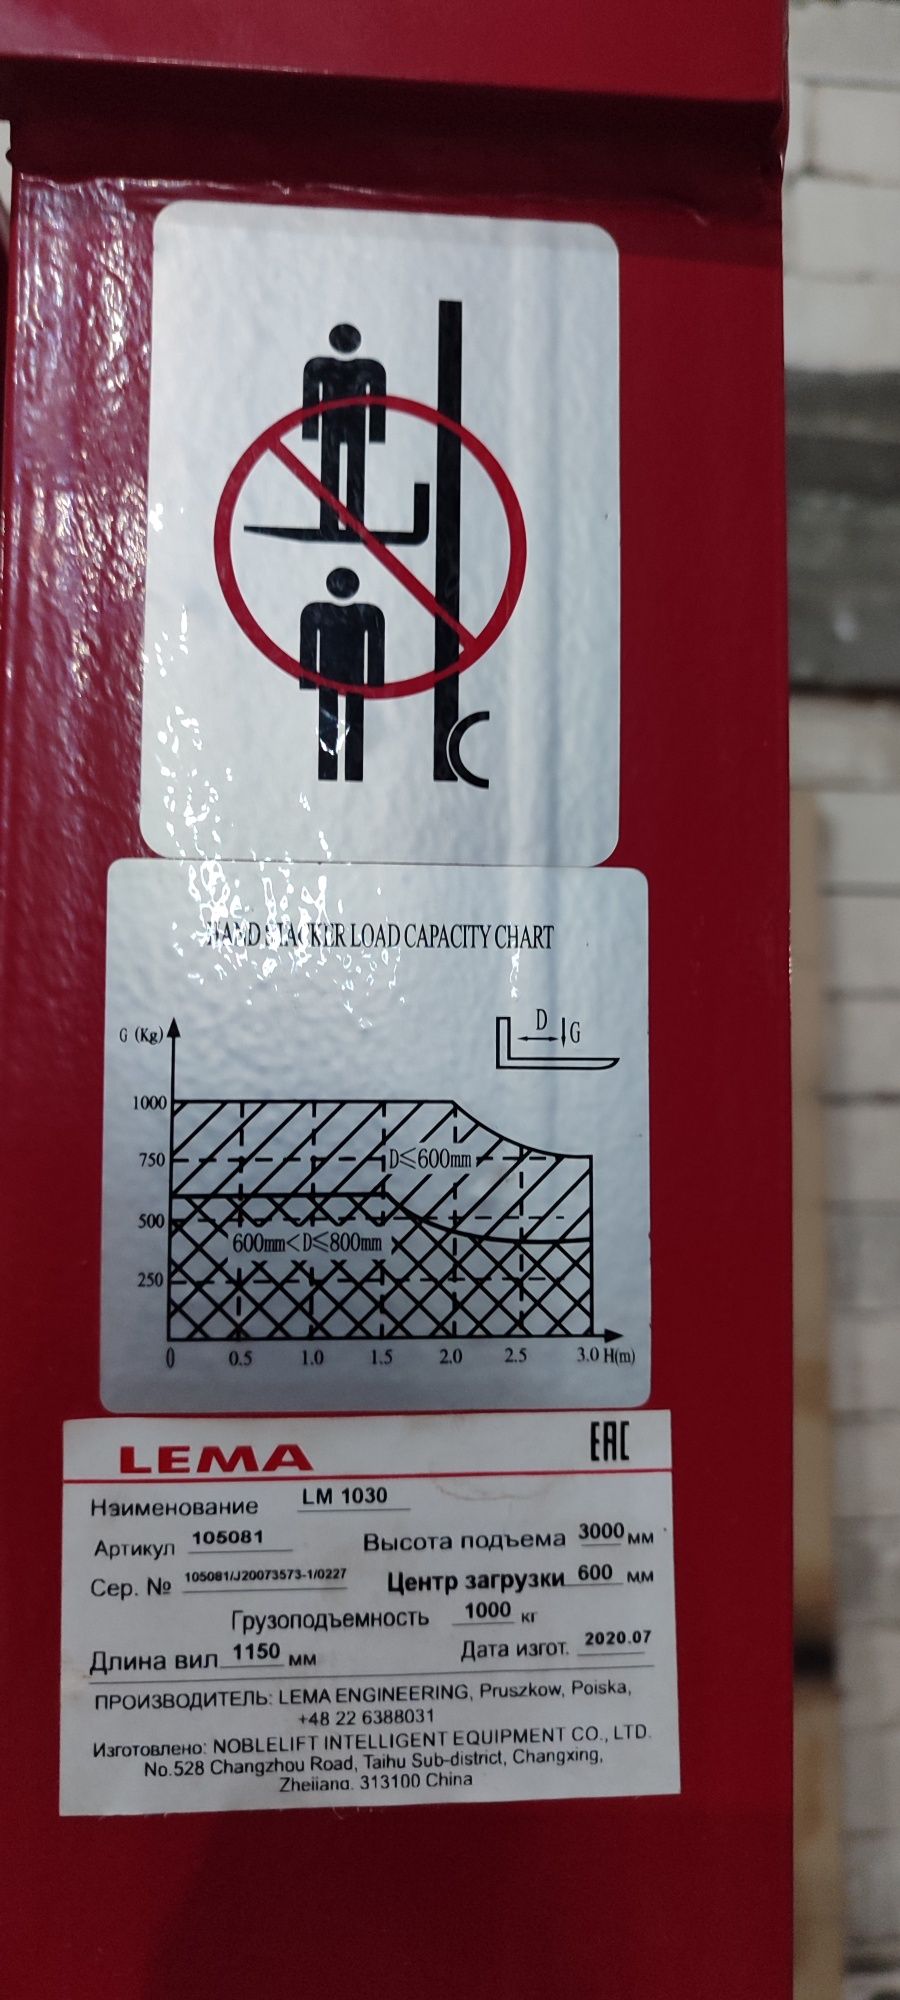 HAND STACKER LOAD CAPACITY CHART
G (Kg)
D
G
1000
750
D≤600mm
500
600mm<D≤800mm
250
0 0.5 1.0 1.5 2.0 2.5 3.0 H(m)
LEMA EAC
Наименование LM 1030
Артикул 105081 Высота подъема 3000 мм
Сер. № 105081/J20073573-1/0227 Центр загрузки 600 мм
Грузоподъемность 1000 кг
Длина вил 1150 мм Дата изгот. 2020.07
ПРОИЗВОДИТЕЛЬ: LEMA ENGINEERING, Pruszkow, Poiska,
+48 22 6388031
Изготовлено: NOBLELIFT INTELLIGENT EQUIPMENT CO., LTD.
No.528 Changzhou Road, Taihu Sub-district, Changxing,
Zhejiang. 313100 China